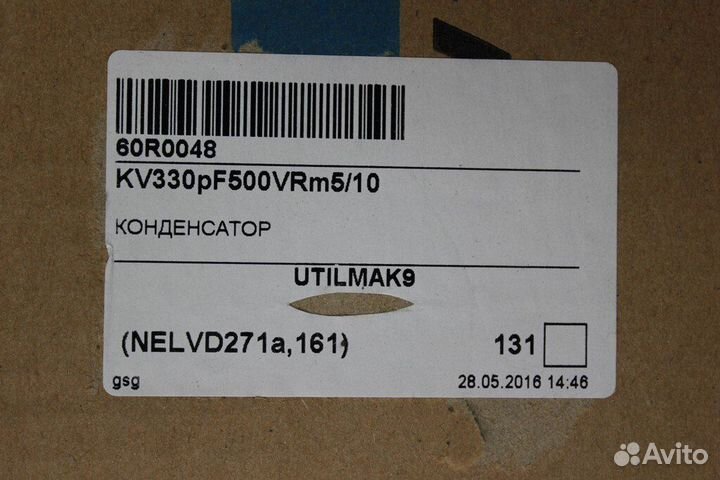 60R0048
KV330pF500VRm5/10
КОНДЕНСАТОР
UTILMAK9
(NELVD271a,161) 131
gsg 28.05.2016 14:46
Avito